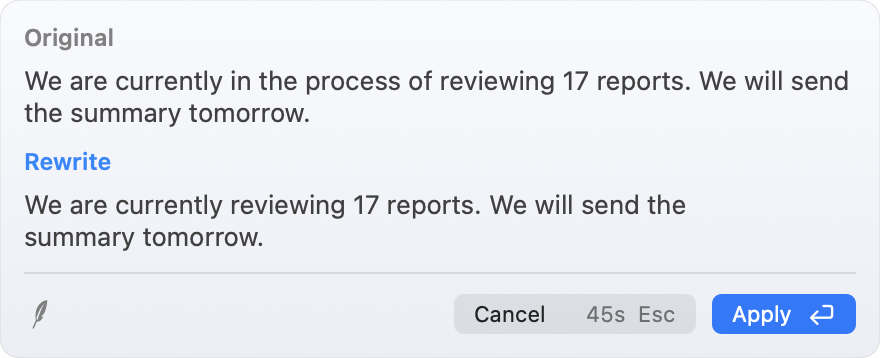 Original
We are currently in the process of reviewing 17 reports. We will send
the summary tomorrow.
Rewrite
We are currently reviewing 17 reports. We will send the
summary tomorrow.
Cancel 45s Esc Apply